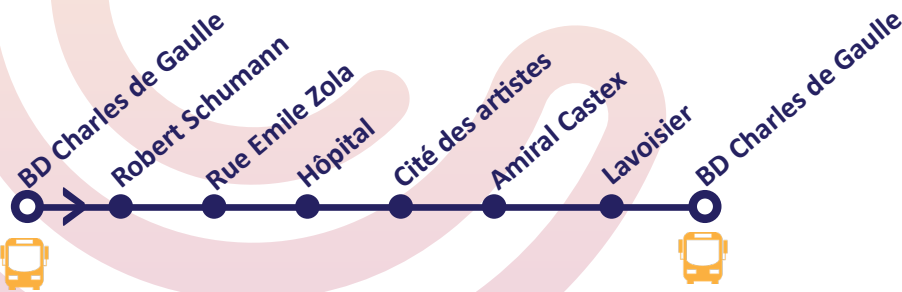 BD Charles de Gaulle
Robert Schumann
Rue Emile Zola
Hôpital
Cité des artistes
Amiral Castex
Lavoisier
BD Charles de Gaulle